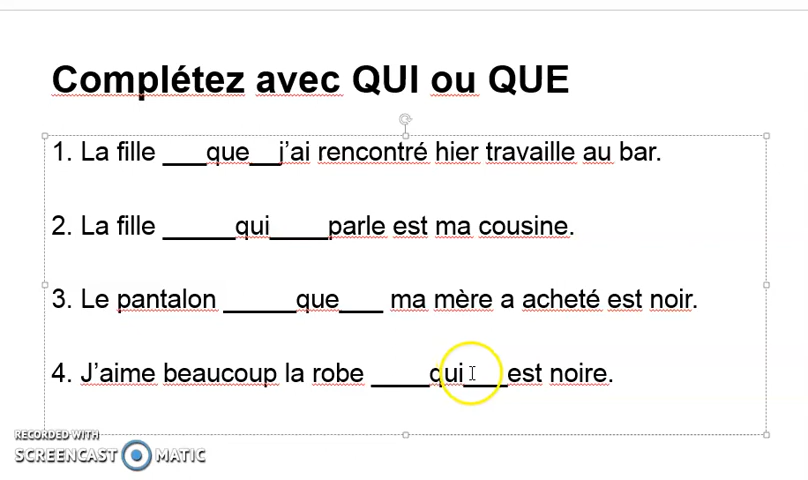 Complétez avec QUI ou QUE
1. La fille ___que__j'ai rencontré hier travaille au bar.
2. La fille _____qui____parle est ma cousine.
3. Le pantalon _____que___ ma mère a acheté est noir.
4. J'aime beaucoup la robe ____qui___est noire.
RECORDED WITH
SCREENCAST MATIC